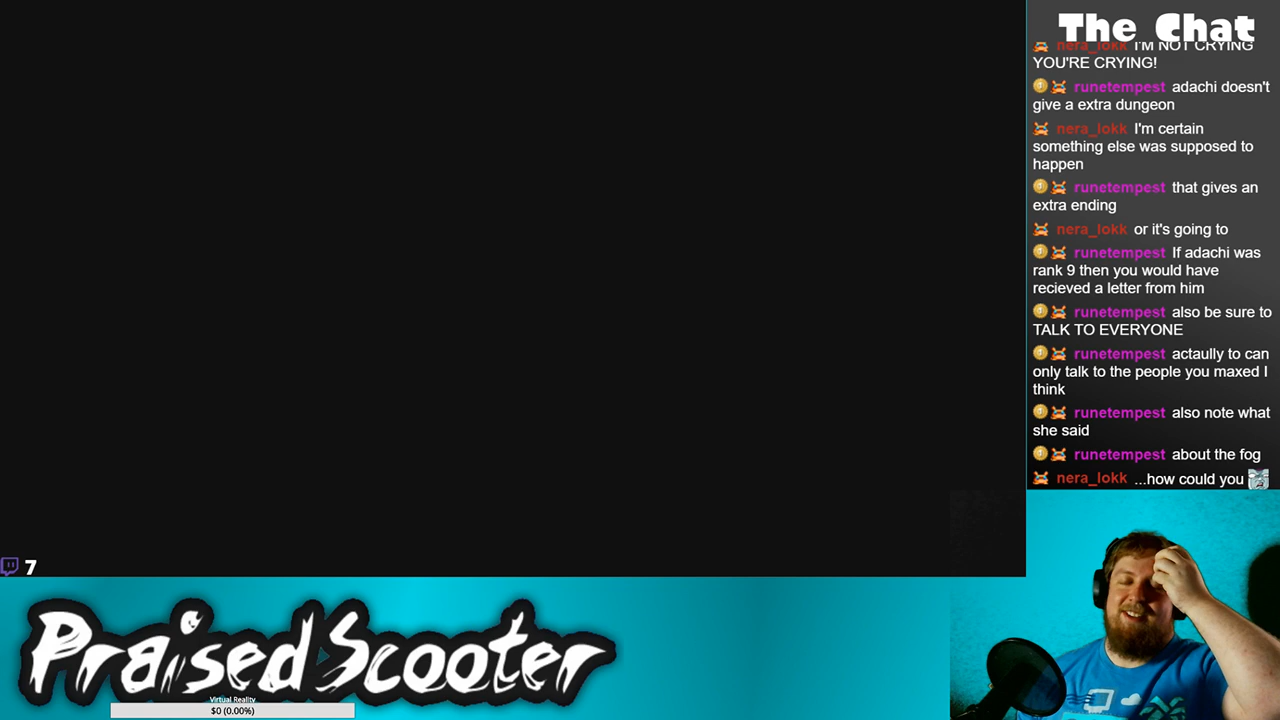 The Chat
nera_lokk I'M NOT CRYING
YOU'RE CRYING!
runetempest adachi doesn't
give a extra dungeon
nera_lokk I'm certain
something else was supposed to
happen
runetempest that gives an
extra ending
nera_lokk or it's going to
runetempest If adachi was
rank 9 then you would have
recieved a letter from him
runetempest also be sure to
TALK TO EVERYONE
runetempest actaully to can
only talk to the people you maxed I
think
runetempest also note what
she said
runetempest about the fog
nera_lokk ...how could you
7
PraisedScooter
Virtual Reality
$0 (0.00%)